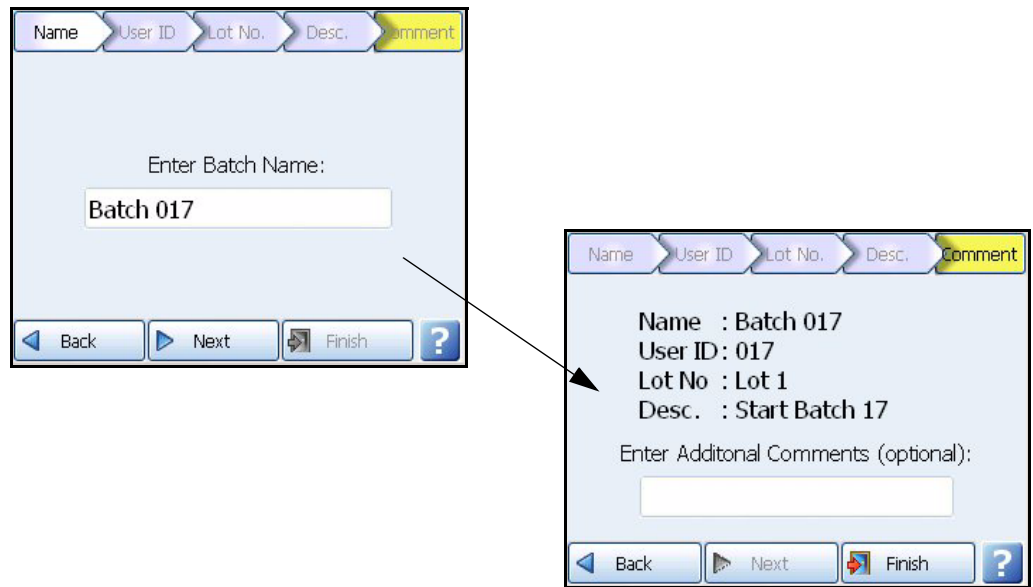 Name User ID Lot No. Desc. omment
Enter Batch Name:
Batch 017
Back Next Finish ?
Name User ID Lot No. Desc. Comment
Name : Batch 017
User ID : 017
Lot No : Lot 1
Desc. : Start Batch 17
Enter Additonal Comments (optional):
Back Next Finish ?